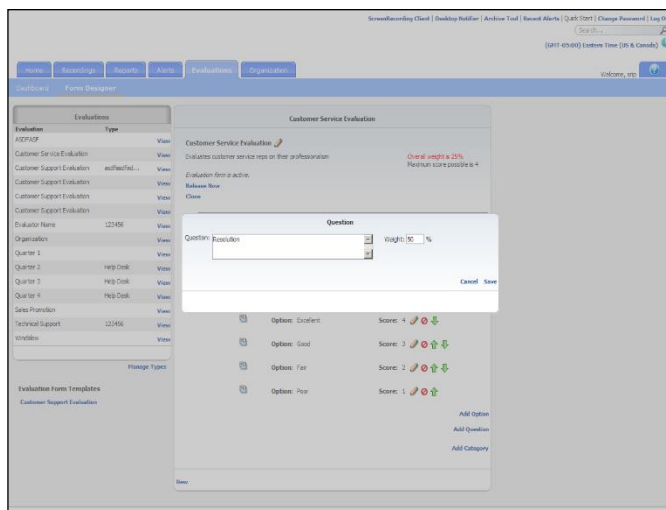 ScreenRecording Client | Desktop Notifier | Archive Tool | Recent Alerts | Quick Start | Change Password | Log O
Search...
(GMT-05:00) Eastern Time (US & Canada)
Home Recordings Reports Alerts Evaluations Organization
Welcome,
Dashboard Form Designer
Evaluations
Evaluation Type
ASDFASF View
Customer Service Evaluation View
Customer Support Evaluation View
Customer Support Evaluation View
Customer Support Evaluation View
Customer Support Evaluation View
Evaluator Name 123456 View
Organization View
Quarter 1 View
Quarter 2 Help Desk View
Quarter 3 Help Desk View
Quarter 4 Help Desk View
Sales Promotion View
Technical Support 123456 View
Workflow View
Manage Types
Evaluation Form Templates
Customer Support Evaluation
Customer Service Evaluation
Customer Service Evaluation
Evaluates customer service reps on their professionalism
Overall weight is 25%
Maximum score possible is 4
Evaluation form is active.
Release Now
Clone
Question
Question: Resolution Weight: 50 %
Cancel Save
Option: Excellent Score: 4
Option: Good Score: 3
Option: Fair Score: 2
Option: Poor Score: 1
Add Option
Add Question
Add Category
New